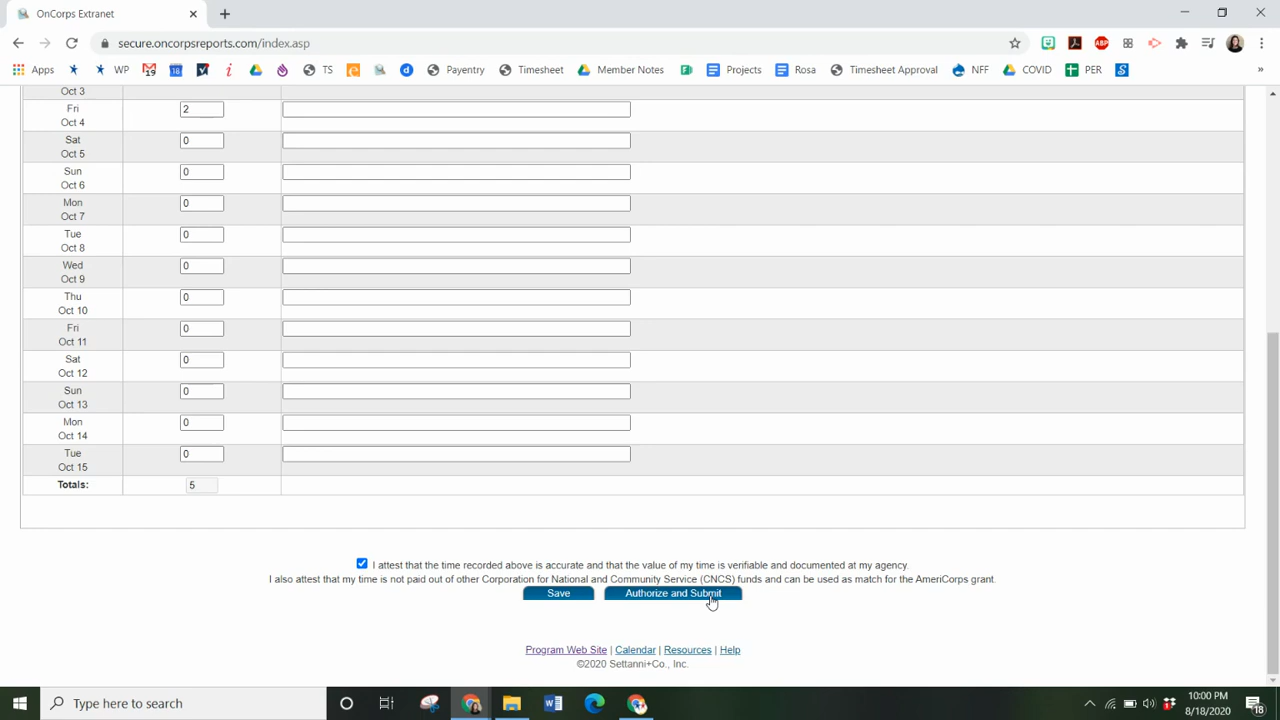 OnCorps Extranet
secure.oncorpsreports.com/index.asp
Apps WP TS Payentry Timesheet Member Notes Projects Rosa Timesheet Approval NFF COVID PER
Oct 3
Fri
Oct 4
2
Sat
Oct 5
0
Sun
Oct 6
0
Mon
Oct 7
0
Tue
Oct 8
0
Wed
Oct 9
0
Thu
Oct 10
0
Fri
Oct 11
0
Sat
Oct 12
0
Sun
Oct 13
0
Mon
Oct 14
0
Tue
Oct 15
0
Totals: 5
I attest that the time recorded above is accurate and that the value of my time is verifiable and documented at my agency.
I also attest that my time is not paid out of other Corporation for National and Community Service (CNCS) funds and can be used as match for the AmeriCorps grant.
Save Authorize and Submit
Program Web Site | Calendar | Resources | Help
©2020 Settanni+Co., Inc.
Type here to search
10:00 PM
8/18/2020
18